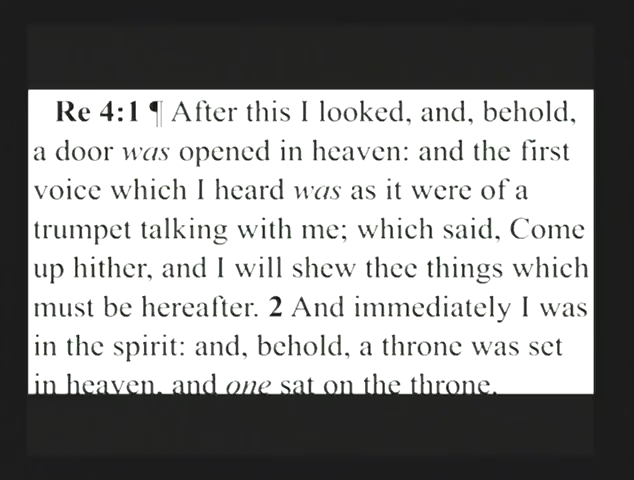 Re 4:1 ¶ After this I looked, and, behold,
a door was opened in heaven: and the first
voice which I heard was as it were of a
trumpet talking with me; which said, Come
up hither, and I will shew thee things which
must be hereafter. 2 And immediately I was
in the spirit: and, behold, a throne was set
in heaven, and one sat on the throne.